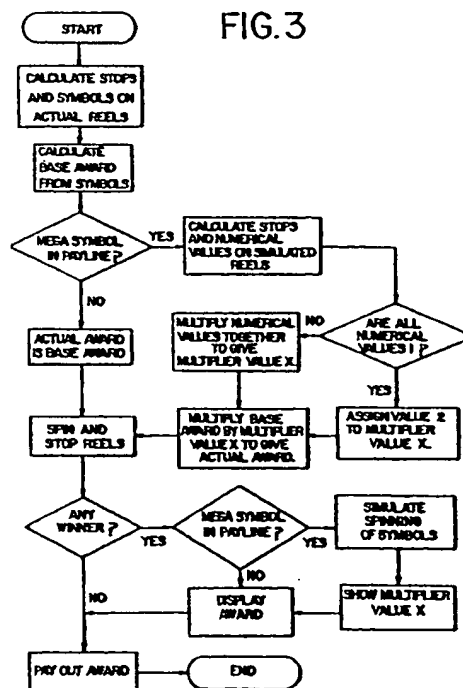 FIG.3
START
CALCULATE STOPS
AND SYMBOLS ON
ACTUAL REELS
CALCULATE
BASE AWARD
FROM SYMBOLS
MEGA SYMBOL
IN PAYLINE?
YES
CALCULATE STOPS
AND NUMERICAL
VALUES ON SIMULATED
REELS
NO
ARE ALL
NUMERICAL
VALUES 1?
NO
MULTIPLY NUMERICAL
VALUES TOGETHER
TO GIVE
MULTIPLIER VALUE X.
YES
ACTUAL AWARD
IS BASE AWARD
ASSIGN VALUE 2
TO MULTIPLIER
VALUE X.
MULTIPLY BASE
AWARD BY MULTIPLIER
VALUE X TO GIVE
ACTUAL AWARD.
SPIN AND
STOP REELS
ANY
WINNER?
YES
MEGA SYMBOL
IN PAYLINE?
YES
SIMULATE
SPINNING
OF SYMBOLS
NO
NO
DISPLAY
AWARD
SHOW MULTIPLIER
VALUE X
PAY OUT AWARD
END